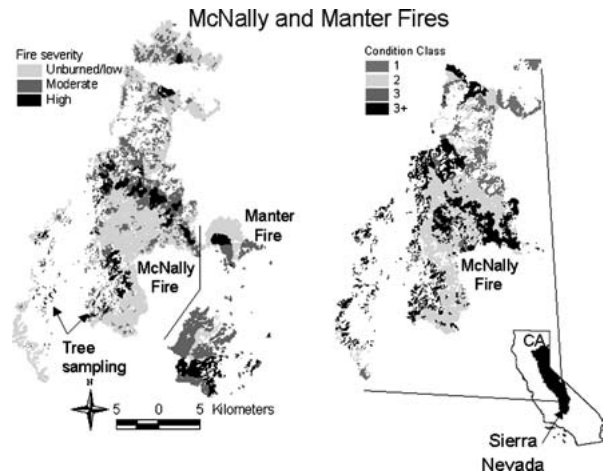 McNally and Manter Fires
Fire severity
Unburned/low
Moderate
High
Manter
Fire
McNally
Fire
Tree
sampling
N
5 0 5 Kilometers
Condition Class
1
2
3
3+
McNally
Fire
CA
Sierra
Nevada